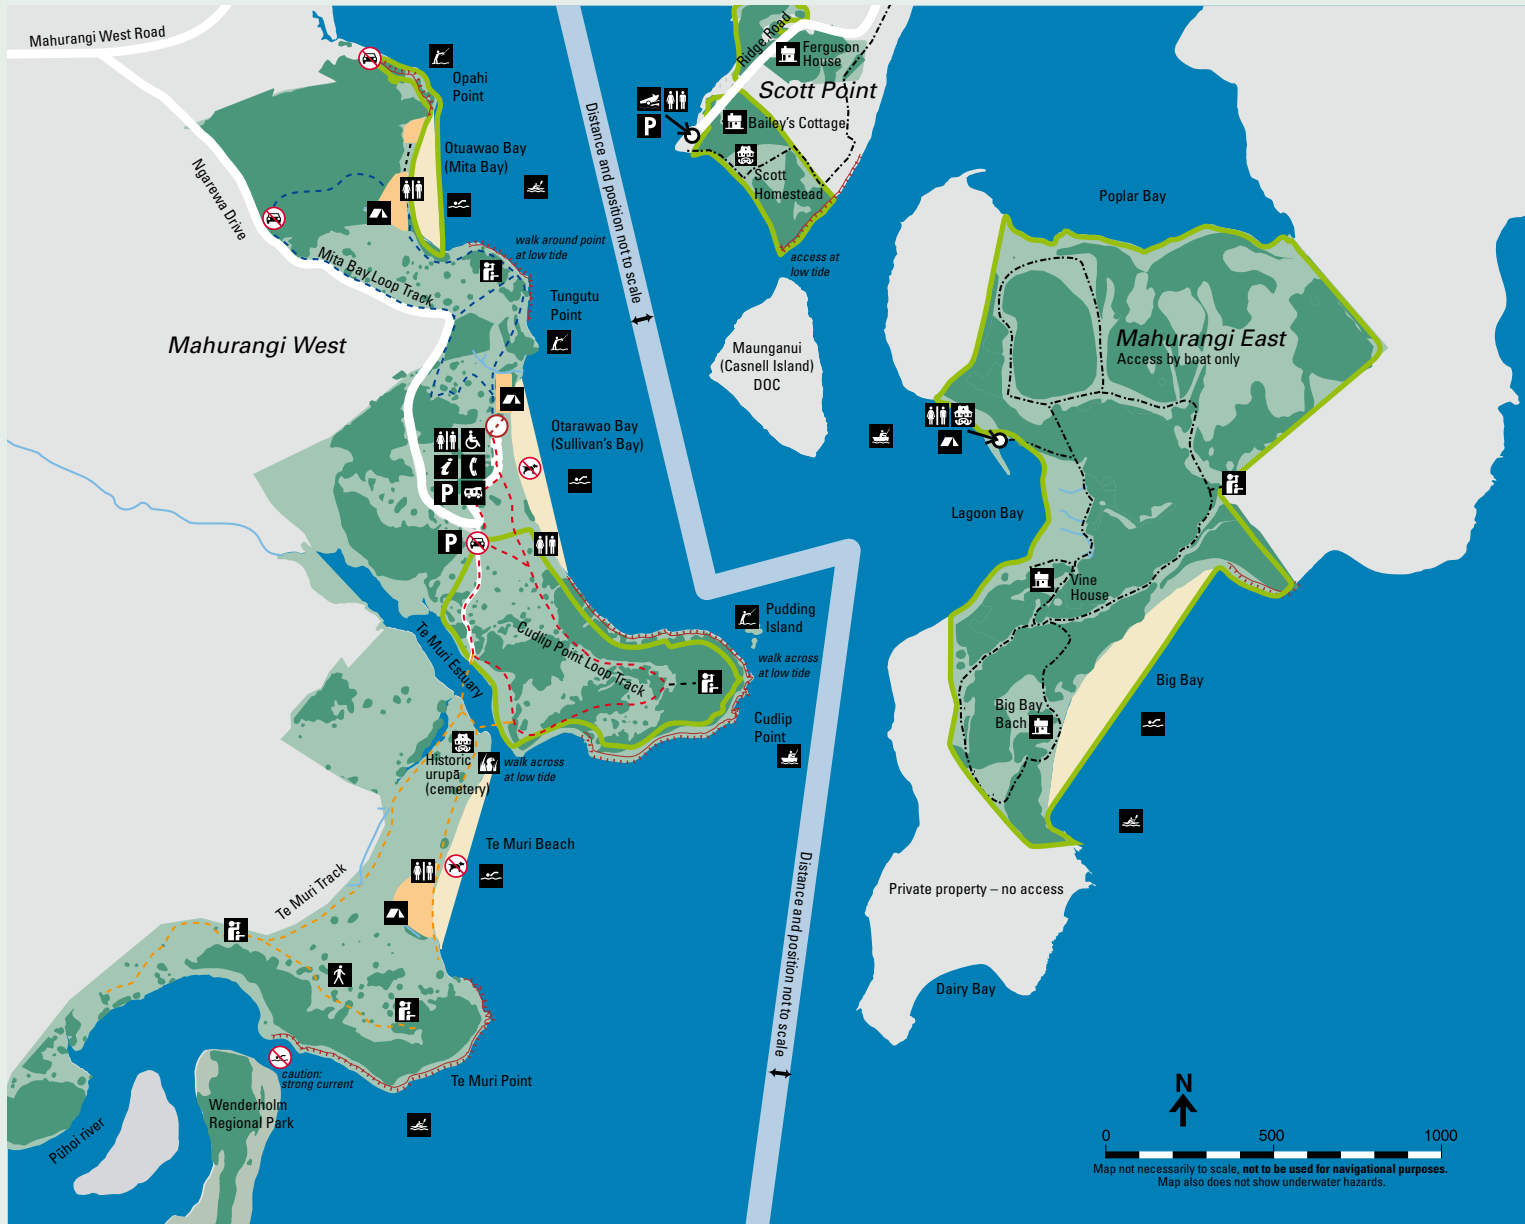 Mahurangi West Road
Opahi
Point
Ridge Road
Ferguson
House
Scott Point
P
Bailey's Cottage
Scott
Homestead
access at
low tide
Otuawao Bay
(Mita Bay)
Ngarewa Drive
Mita Bay Loop Track
walk around point
at low tide
Tungutu
Point
Distance and position not to scale
Poplar Bay
Mahurangi West
Maunganui
(Casnell Island)
DOC
Mahurangi East
Access by boat only
Otarawao Bay
(Sullivan's Bay)
i
P
P
Lagoon Bay
Vine
House
Pudding
Island
walk across
at low tide
Te Muri Estuary
Cudlip Point Loop Track
Cudlip
Point
Big Bay
Big Bay
Bach
Historic
urupā
(cemetery)
walk across
at low tide
Te Muri Beach
Te Muri Track
Distance and position not to scale
Private property – no access
Dairy Bay
caution:
strong current
Te Muri Point
Wenderholm
Regional Park
Pūhoi river
N
0 500 1000
Map not necessarily to scale, not to be used for navigational purposes.
Map also does not show underwater hazards.